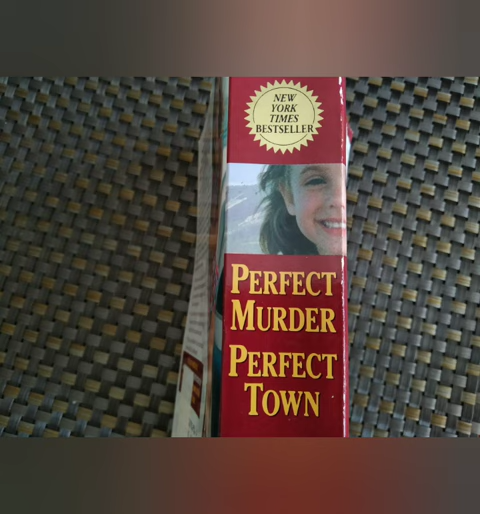 NEW
YORK
TIMES
BESTSELLER
PERFECT
MURDER
PERFECT
TOWN